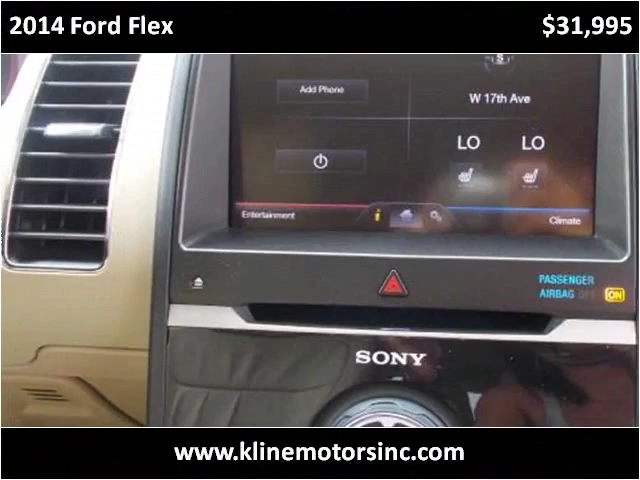 2014 Ford Flex
$31,995
Add Phone
W 17th Ave
LO
LO
Entertainment
i
Climate
PASSENGER
AIRBAG OFF ON
SONY
www.klinemotorsinc.com